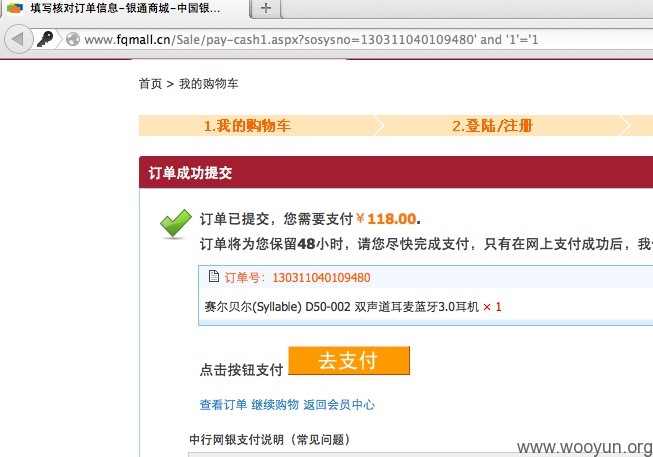 填写核对订单信息-银通商城-中国银...
www.fqmall.cn/Sale/pay-cash1.aspx?sosysno=130311040109480' and '1'='1
首页 > 我的购物车
1.我的购物车
2.登陆/注册
订单成功提交
订单已提交，您需要支付￥118.00.
订单将为您保留48小时，请您尽快完成支付，只有在网上支付成功后，我
订单号：130311040109480
赛尔贝尔(Syllable) D50-002 双声道耳麦蓝牙3.0耳机 × 1
点击按钮支付 去支付
查看订单 继续购物 返回会员中心
中行网银支付说明（常见问题）
www.wooyun.org